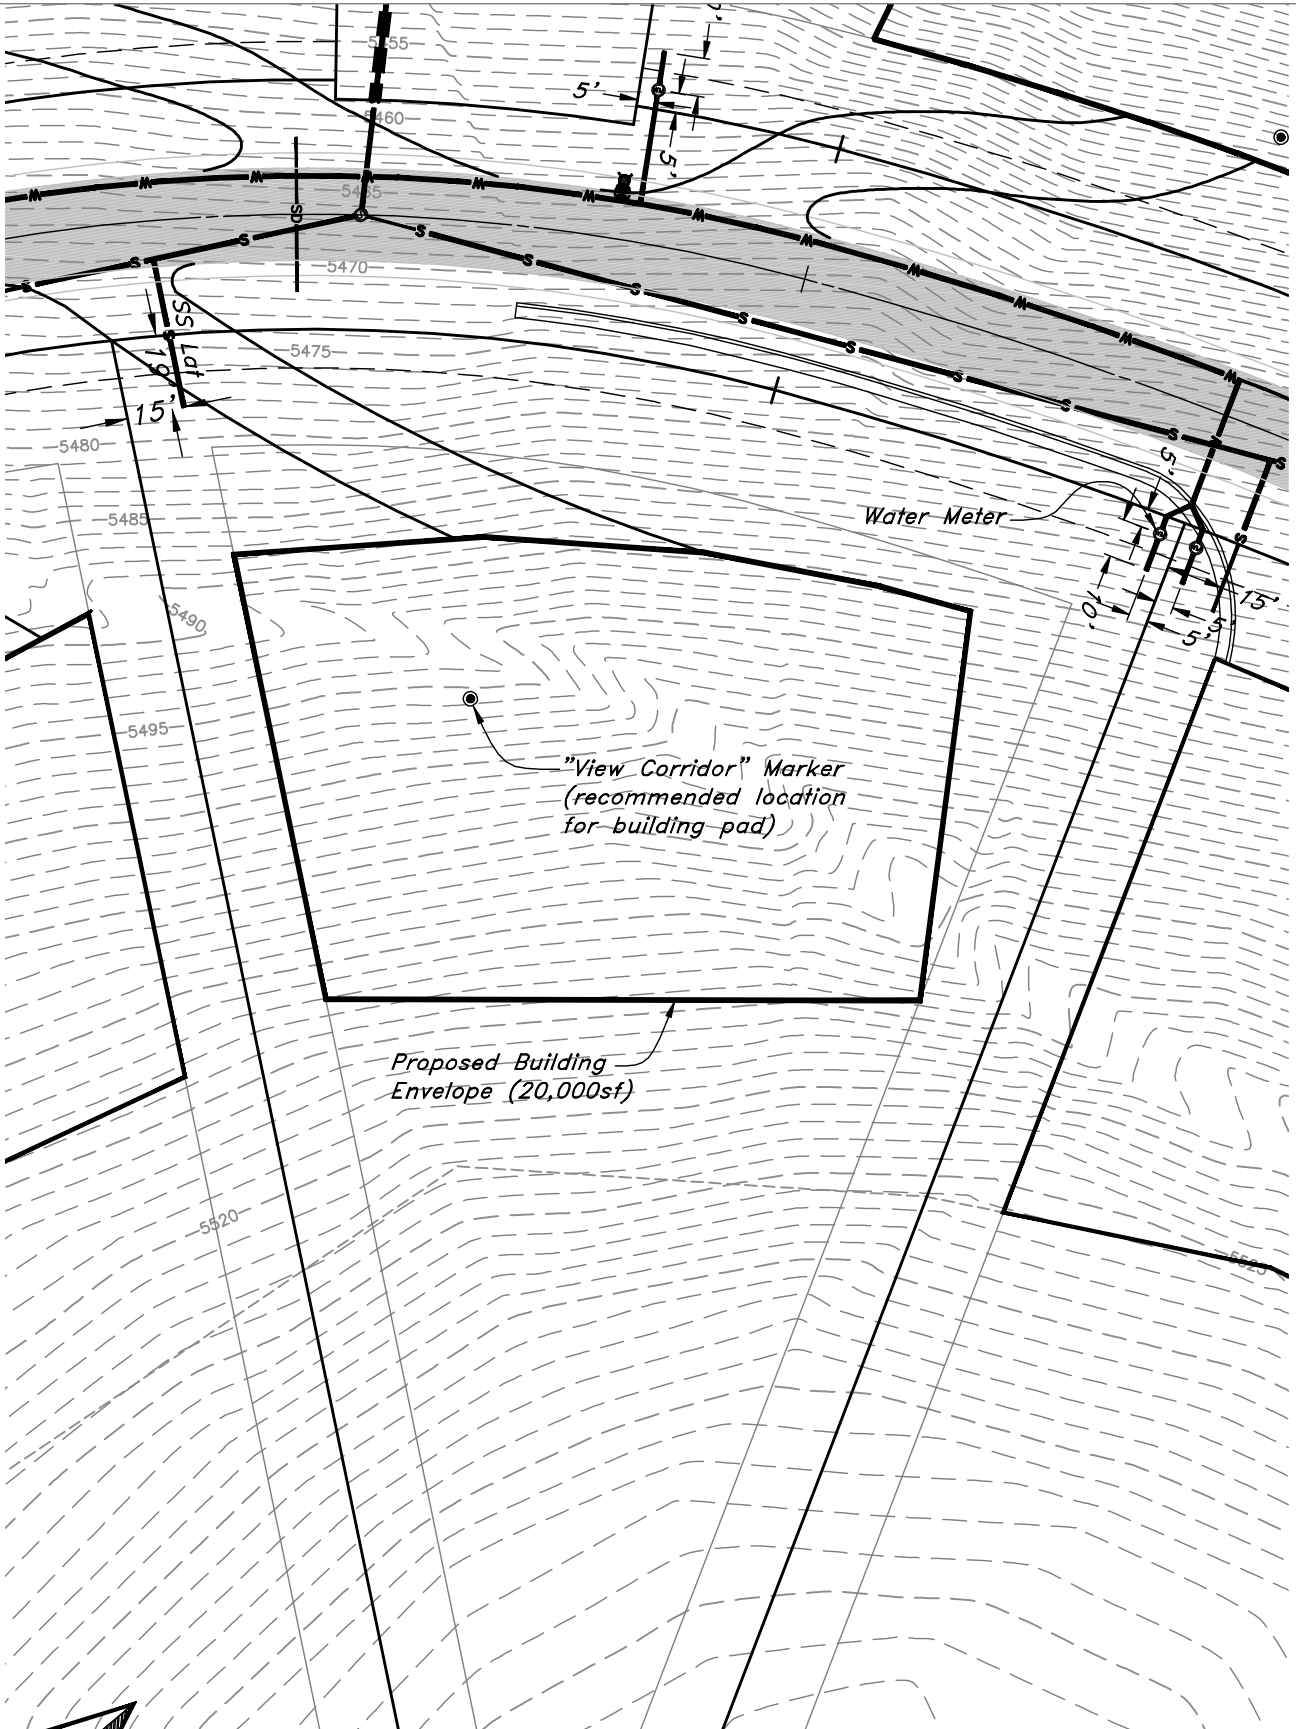 5455
5'
5460
5'
W W W W W W W W W W W W
5465
SD
S S S S S S S S S S S S S S S
5470
SS Lat
19'
15'
5475
5480
5485
5'
Water Meter
10'
15'
5'
5'
5490
5495
"View Corridor" Marker
(recommended location
for building pad)
Proposed Building
Envelope (20,000sf)
5520
5525